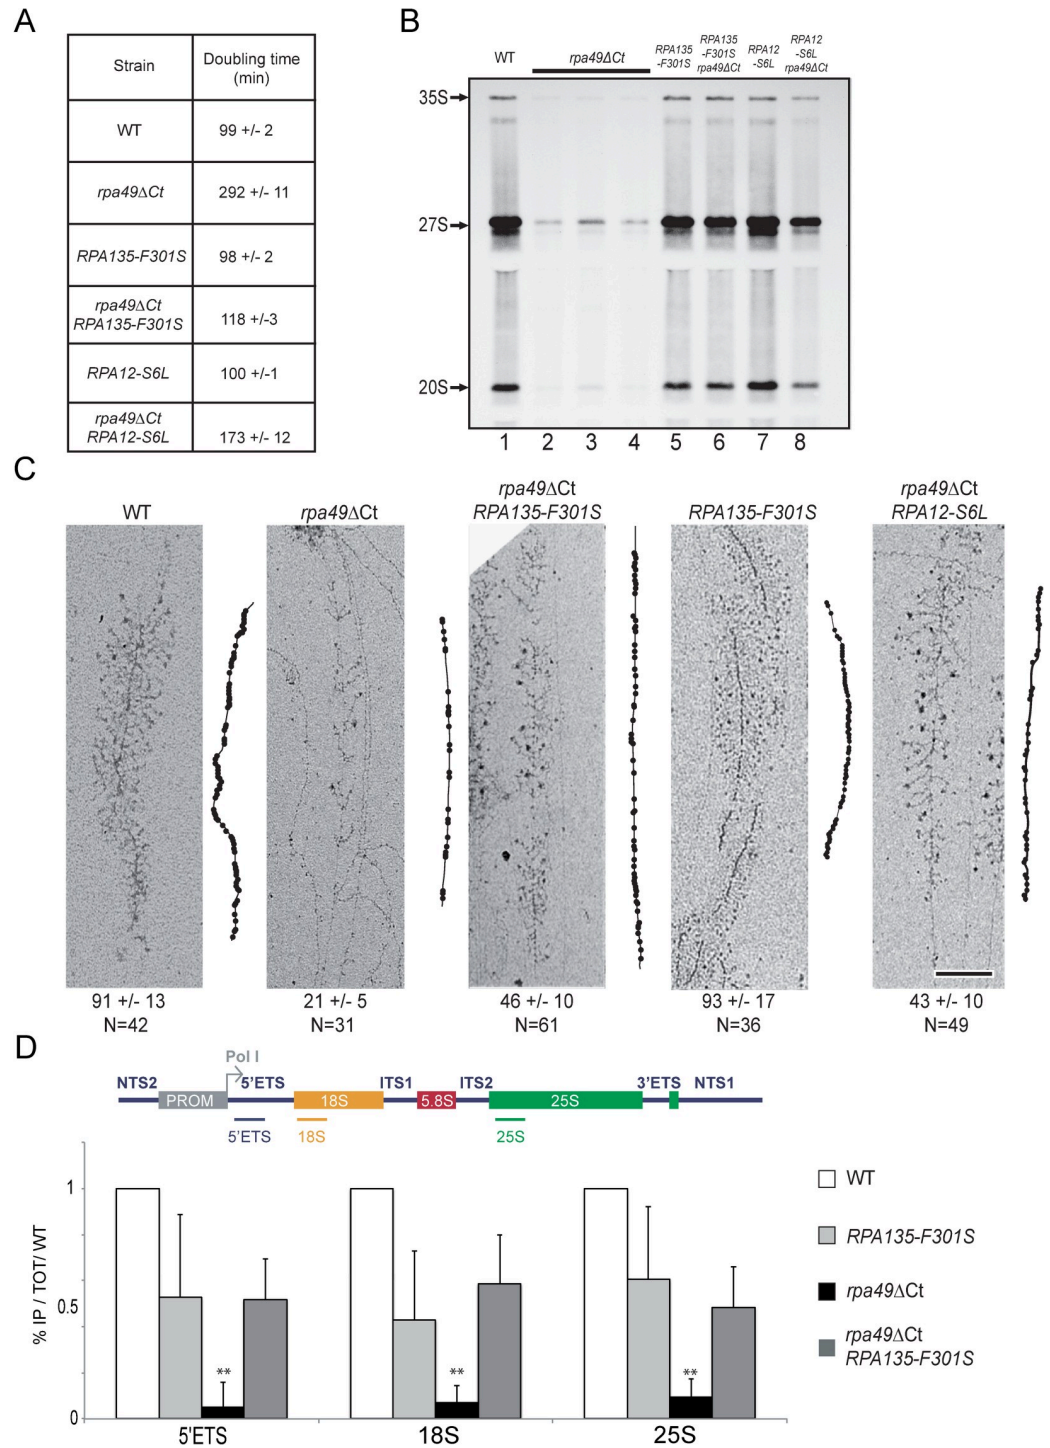 A
Strain
Doubling time
(min)
WT
99 +/- 2
rpa49ΔCt
292 +/- 11
RPA135-F301S
98 +/- 2
rpa49ΔCt
RPA135-F301S
118 +/-3
RPA12-S6L
100 +/-1
rpa49ΔCt
RPA12-S6L
173 +/- 12
B
WT
rpa49ΔCt
RPA135
-F301S
RPA135
-F301S
rpa49ΔCt
RPA12
-S6L
RPA12
-S6L
rpa49ΔCt
35S
27S
20S
1 2 3 4 5 6 7 8
C
WT
rpa49ΔCt
rpa49ΔCt
RPA135-F301S
RPA135-F301S
rpa49ΔCt
RPA12-S6L
91 +/- 13
N=42
21 +/- 5
N=31
46 +/- 10
N=61
93 +/- 17
N=36
43 +/- 10
N=49
D
Pol I
NTS2
PROM
5'ETS
18S
ITS1
5.8S
ITS2
25S
3'ETS
NTS1
5'ETS
18S
25S
% IP / TOT/ WT
1
0.5
0
**
**
**
5'ETS
18S
25S
WT
RPA135-F301S
rpa49ΔCt
rpa49ΔCt
RPA135-F301S